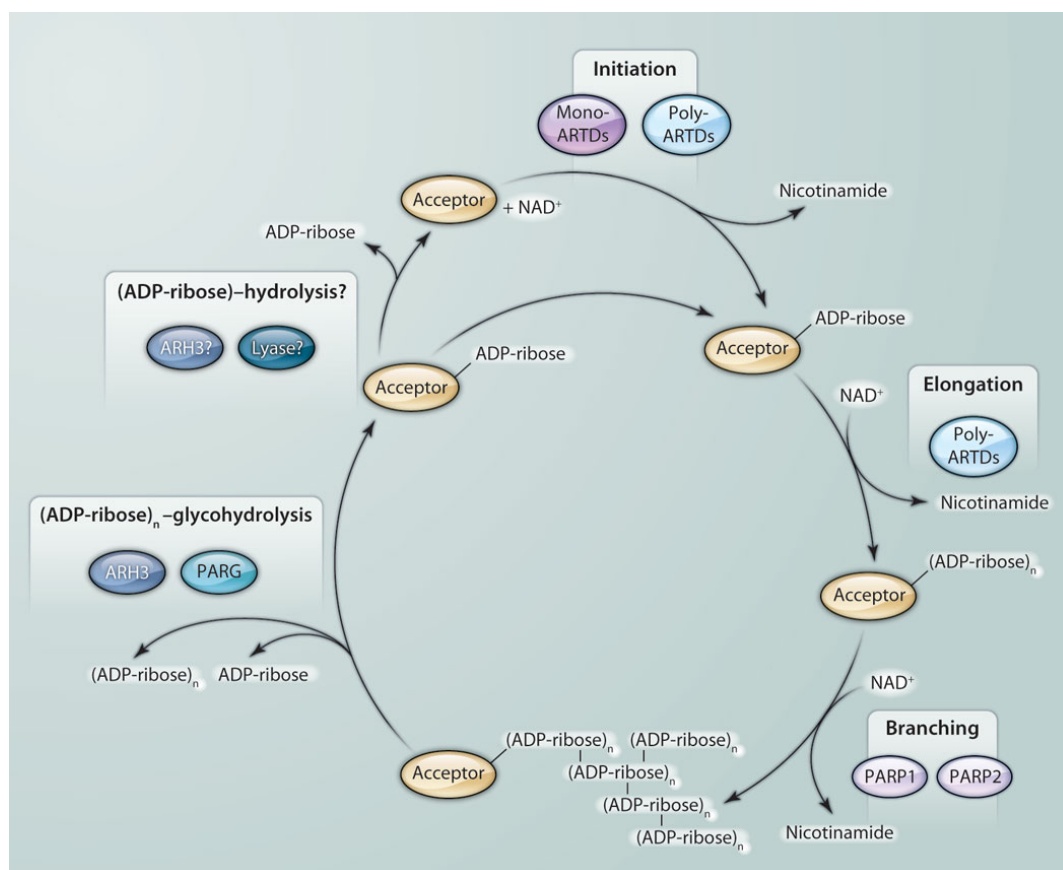 Initiation
Mono-
ARTDs
Poly-
ARTDs
Acceptor
+ NAD⁺
Nicotinamide
ADP-ribose
(ADP-ribose)–hydrolysis?
ARH3?
Lyase?
Acceptor
ADP-ribose
Acceptor
ADP-ribose
NAD⁺
Elongation
Poly-
ARTDs
Nicotinamide
(ADP-ribose)ₙ–glycohydrolysis
ARH3
PARG
(ADP-ribose)ₙ
ADP-ribose
Acceptor
(ADP-ribose)ₙ
NAD⁺
Branching
PARP1
PARP2
Nicotinamide
Acceptor
(ADP-ribose)ₙ
(ADP-ribose)ₙ
(ADP-ribose)ₙ
(ADP-ribose)ₙ
(ADP-ribose)ₙ